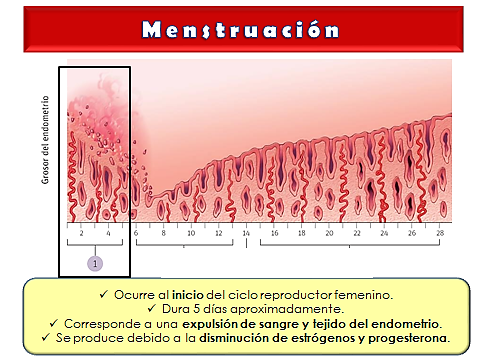 Menstruación
Grosor del endometrio
2 4 6 8 10 12 14 16 18 20 22 24 26 28
1
✓ Ocurre al inicio del ciclo reproductor femenino.
✓ Dura 5 días aproximadamente.
✓ Corresponde a una expulsión de sangre y tejido del endometrio.
✓ Se produce debido a la disminución de estrógenos y progesterona.